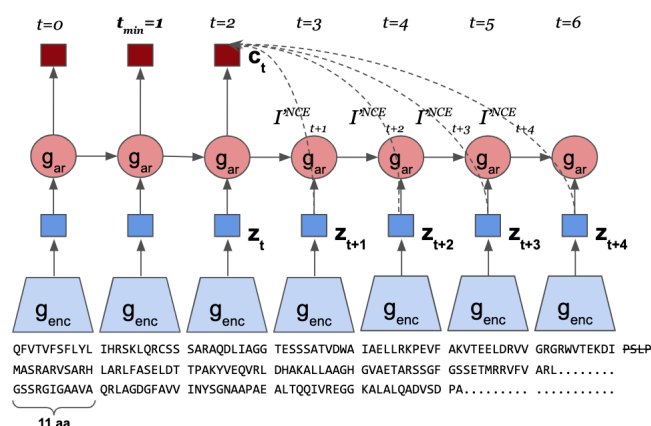 t=0 t_min=1 t=2 t=3 t=4 t=5 t=6
c_t
I'^NCE_t+1 I'^NCE_t+2 I'^NCE_t+3 I'^NCE_t+4
g_ar g_ar g_ar g_ar g_ar g_ar g_ar
z_t z_t+1 z_t+2 z_t+3 z_t+4
g_enc g_enc g_enc g_enc g_enc g_enc g_enc
QFVTVFSFLYL IHRSKLQRCSS SARAQDLIAGG TESSSATVDWA IAELLRKPEVF AKVTEELDRVV GRGRWVTEKDI PSLP
MASRARVSARH LARLFASELDT TPAKYVEQVRL DHAKALLAAGH GVAETARSSGF GSSETMRRVFV ARL........
GSSRGIGAAVA QRLAGDGFAVV INYSGNAAPAE ALTQQIVREGG KALALQADVSD PA......... ...........
11 aa